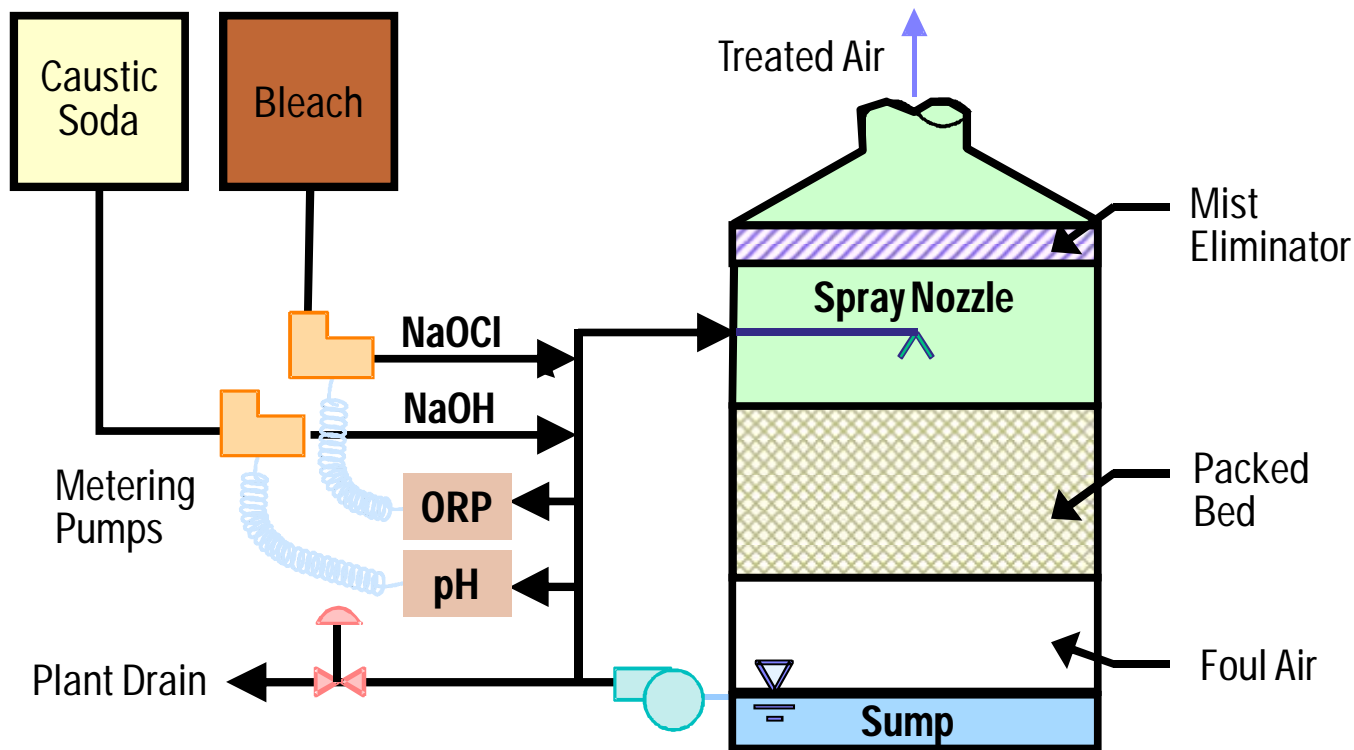 Caustic
Soda
Bleach
Treated Air
Mist
Eliminator
Spray Nozzle
NaOCl
NaOH
Metering
Pumps
ORP
pH
Packed
Bed
Plant Drain
Foul Air
Sump